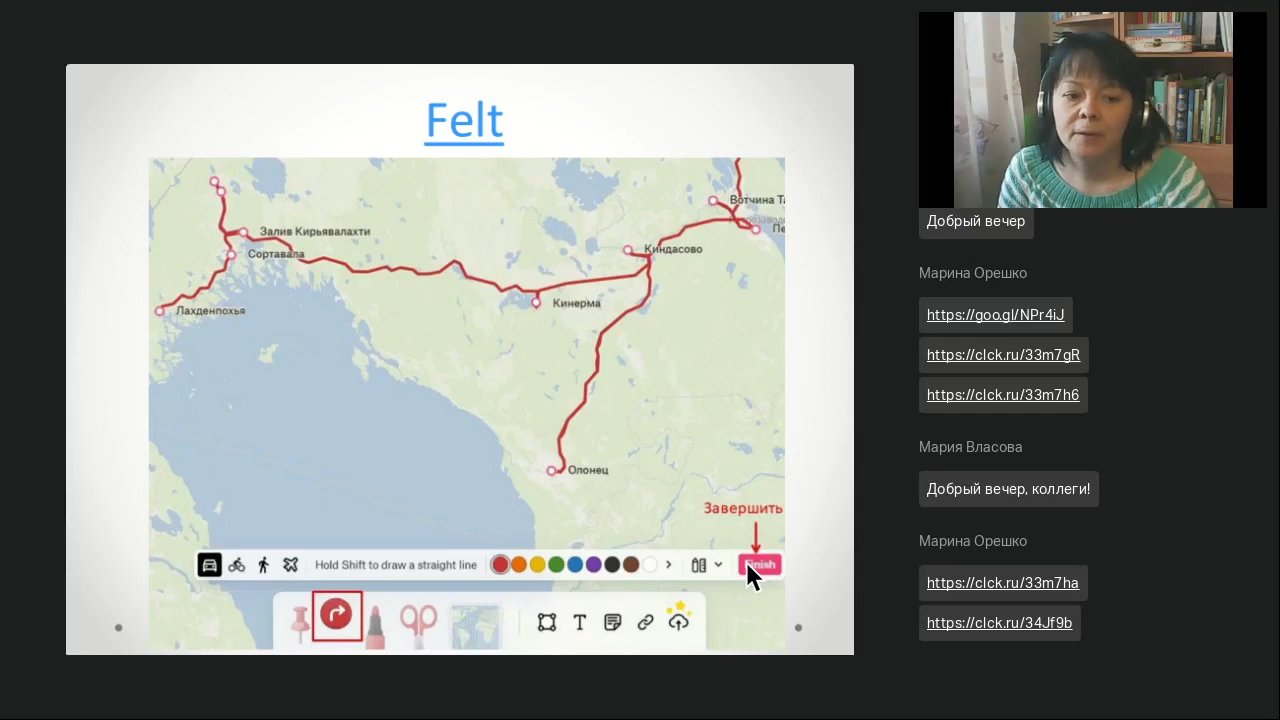 Felt
Вотчина Та
Петрозаводс
Пе
Залив Кирьявалахти
Сортавала
Киндасово
Лахденпохья
Кинерма
Олонец
Завершить
Hold Shift to draw a straight line
T
Добрый вечер
Марина Орешко
https://goo.gl/NPr4iJ
https://clck.ru/33m7gR
https://clck.ru/33m7h6
Мария Власова
Добрый вечер, коллеги!
Марина Орешко
https://clck.ru/33m7ha
https://clck.ru/34Jf9b